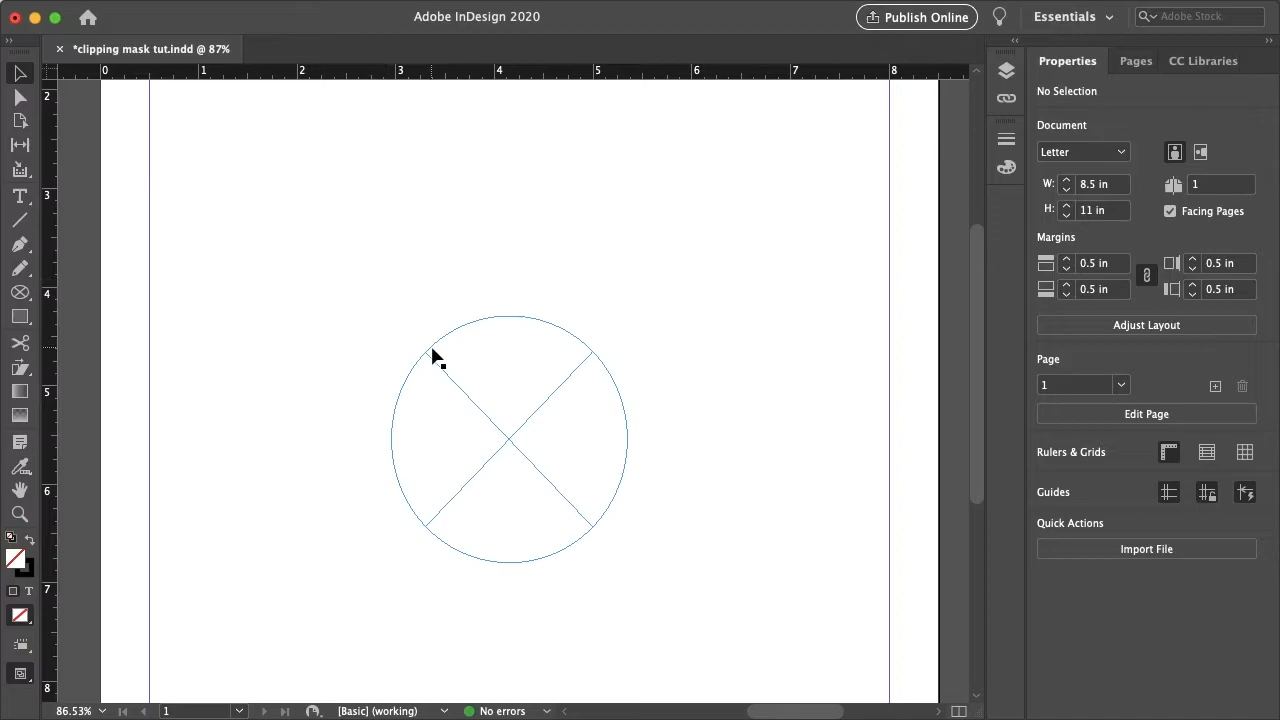 Adobe InDesign 2020
Publish Online
Essentials
Adobe Stock
*clipping mask tut.indd @ 87%
0 1 2 3 4 5 6 7 8
2
3
4
5
6
7
8
T
T
Properties
Pages
CC Libraries
No Selection
Document
Letter
W: 8.5 in
1
H: 11 in
Facing Pages
Margins
0.5 in
0.5 in
0.5 in
0.5 in
Adjust Layout
Page
1
Edit Page
Rulers & Grids
Guides
Quick Actions
Import File
86.53%
1
[Basic] (working)
No errors